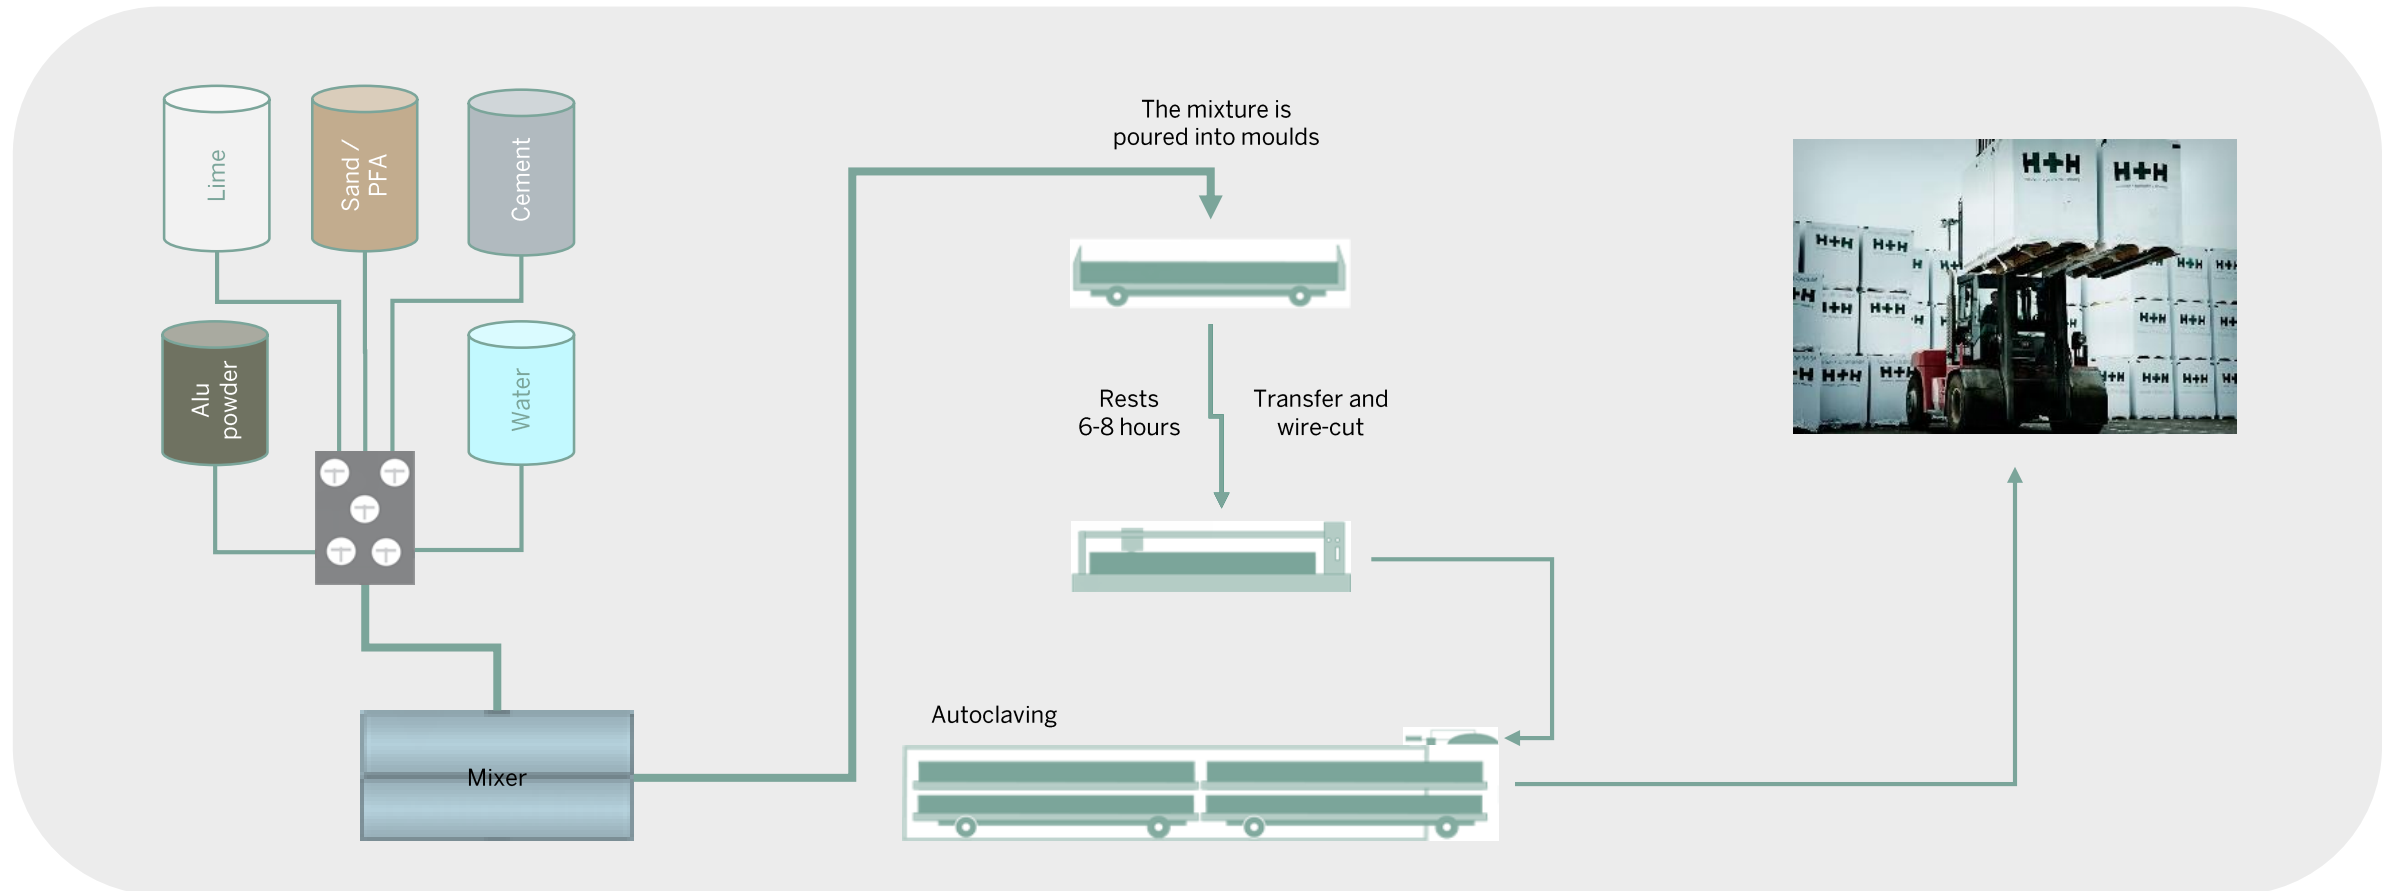 Lime
Sand /
PFA
Cement
Alu
powder
Water
Mixer
The mixture is
poured into moulds
Rests
6-8 hours
Transfer and
wire-cut
Autoclaving
H+H
H+H
H+H
H+H
H+H
H+H
H+H
H+H
H+H
H+H
H+H
H+H